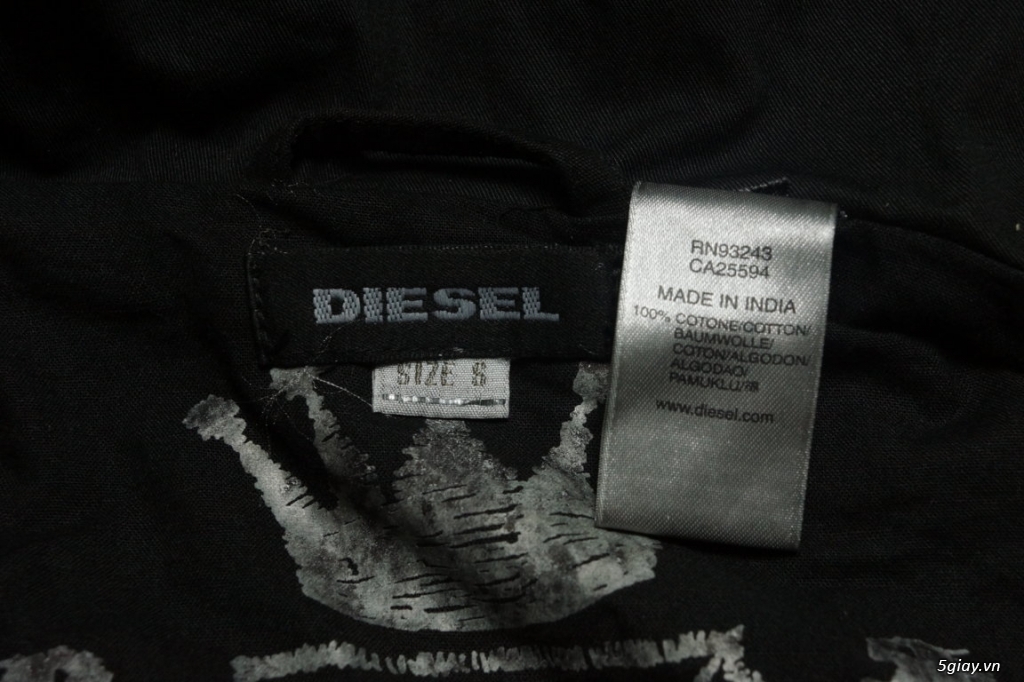 DIESEL
SIZE S
RN93243
CA25594
MADE IN INDIA
100% COTONE/COTTON/
BAUMWOLLE/
COTON/ALGODON/
ALGODAO/
PAMUKLU/棉
www.diesel.com
5giay.vn